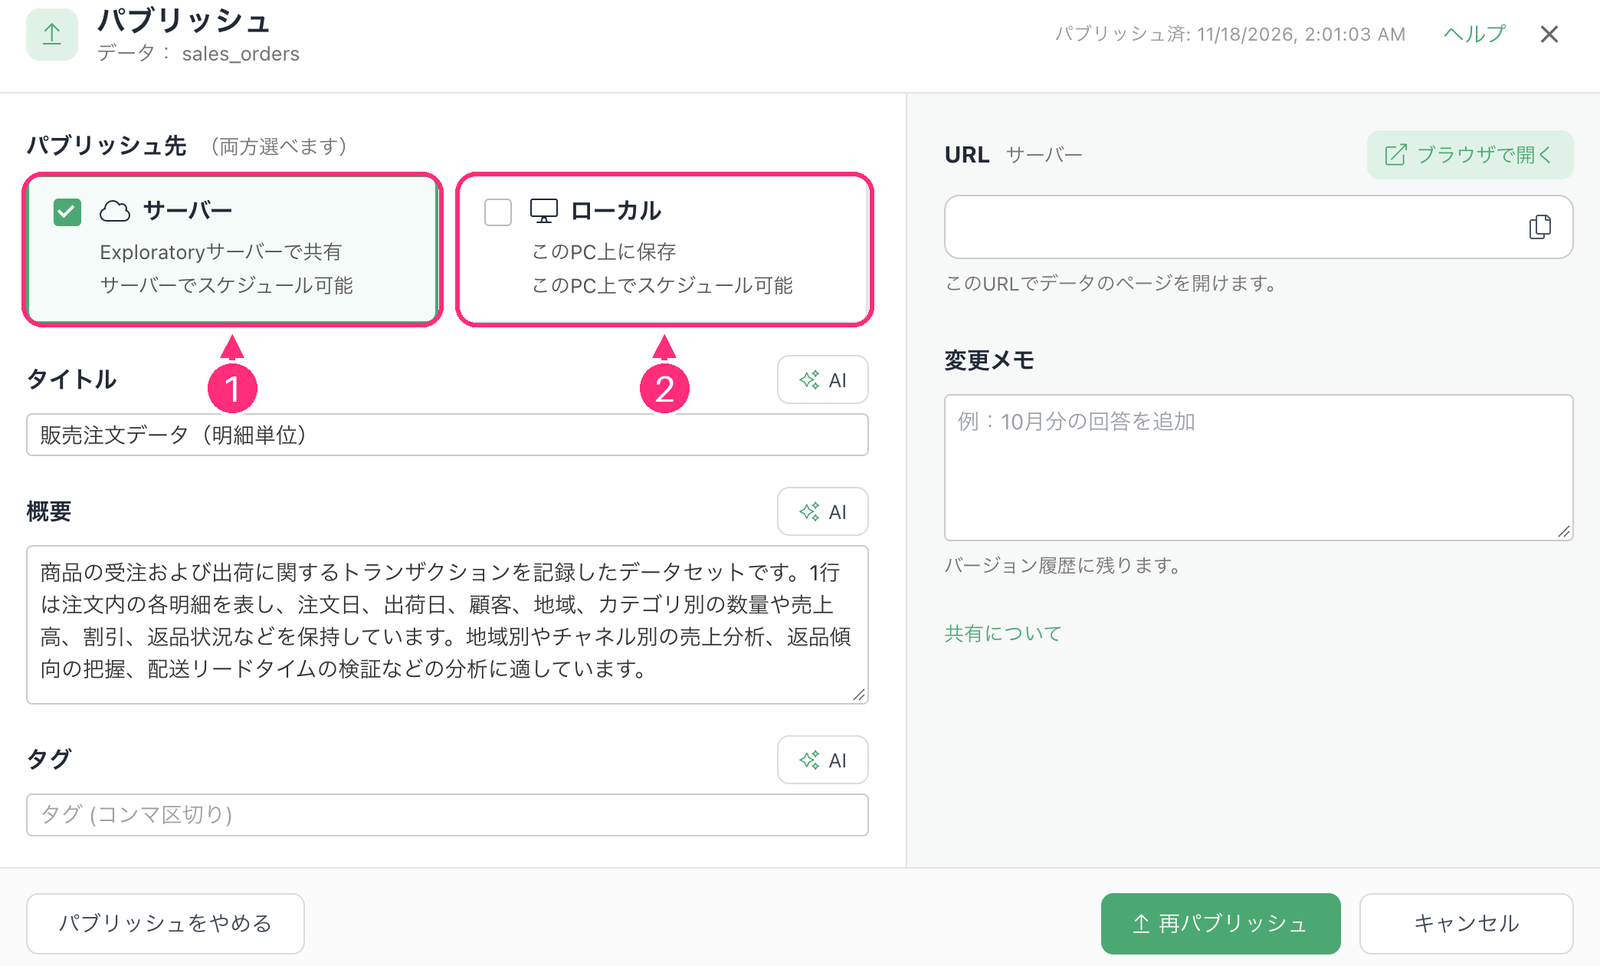 パブリッシュ
データ： sales_orders
パブリッシュ済: 11/18/2026, 2:01:03 AM
ヘルプ
パブリッシュ先 （両方選べます）
サーバー
Exploratoryサーバーで共有
サーバーでスケジュール可能
ローカル
このPC上に保存
このPC上でスケジュール可能
1
2
タイトル
AI
販売注文データ（明細単位）
概要
AI
商品の受注および出荷に関するトランザクションを記録したデータセットです。1行
は注文内の各明細を表し、注文日、出荷日、顧客、地域、カテゴリ別の数量や売上
高、割引、返品状況などを保持しています。地域別やチャネル別の売上分析、返品傾
向の把握、配送リードタイムの検証などの分析に適しています。
タグ
AI
タグ (コンマ区切り)
URL サーバー
ブラウザで開く
このURLでデータのページを開けます。
変更メモ
例：10月分の回答を追加
バージョン履歴に残ります。
共有について
パブリッシュをやめる
再パブリッシュ
キャンセル